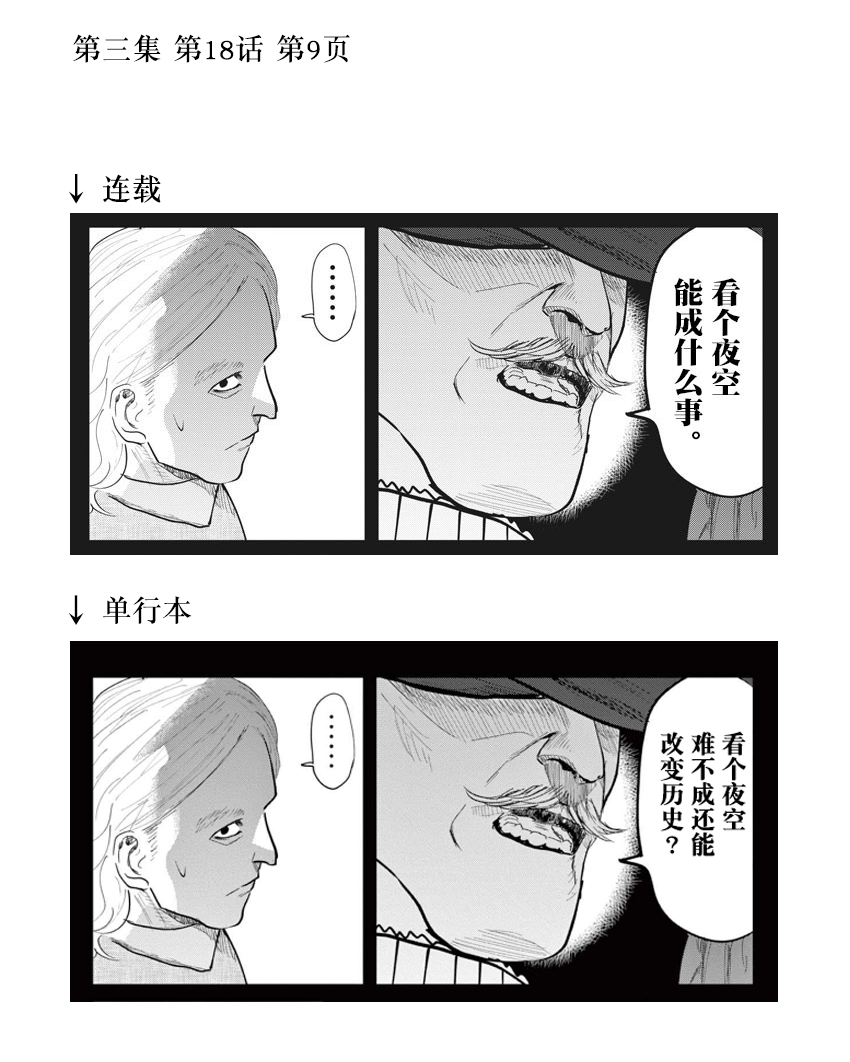 第三集 第18话 第9页
↓ 连载
看个夜空
能成什么事。
……
↓ 单行本
看个夜空
难不成还能
改变历史？
……